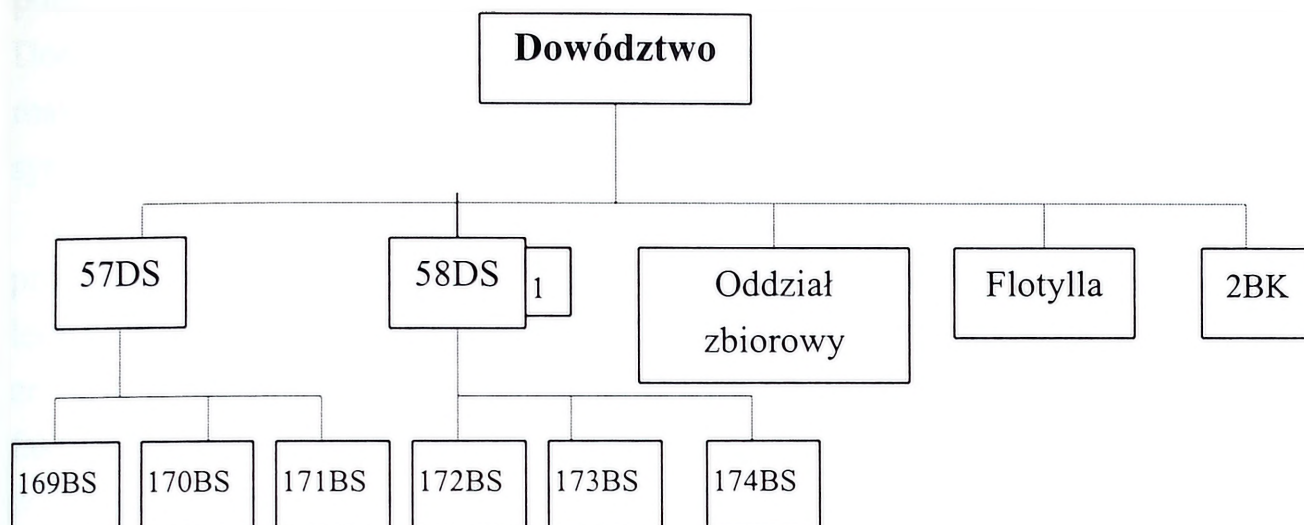 Dowództwo
57DS
58DS
1
Oddział
zbiorowy
Flotylla
2BK
169BS
170BS
171BS
172BS
173BS
174BS